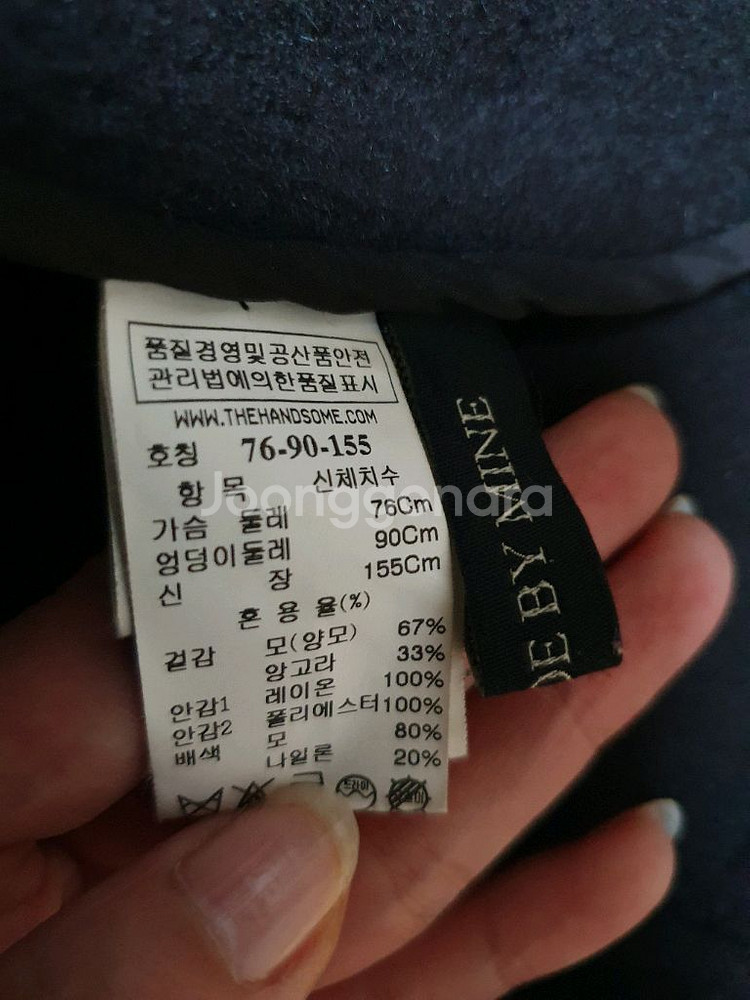 품질경영및공산품안전
관리법에의한품질표시
WWW.THEHANDSOME.COM
호칭 76-90-155
항 목 신체치수
가슴 둘레 76Cm
엉덩이둘레 90Cm
신 장 155Cm
혼 용 율(%)
겉감 모(양모) 67%
앙고라 33%
안감1 레이온 100%
안감2 폴리에스터 100%
배색 모 80%
나일론 20%
드라이
DE BY MINE
Joonggonara